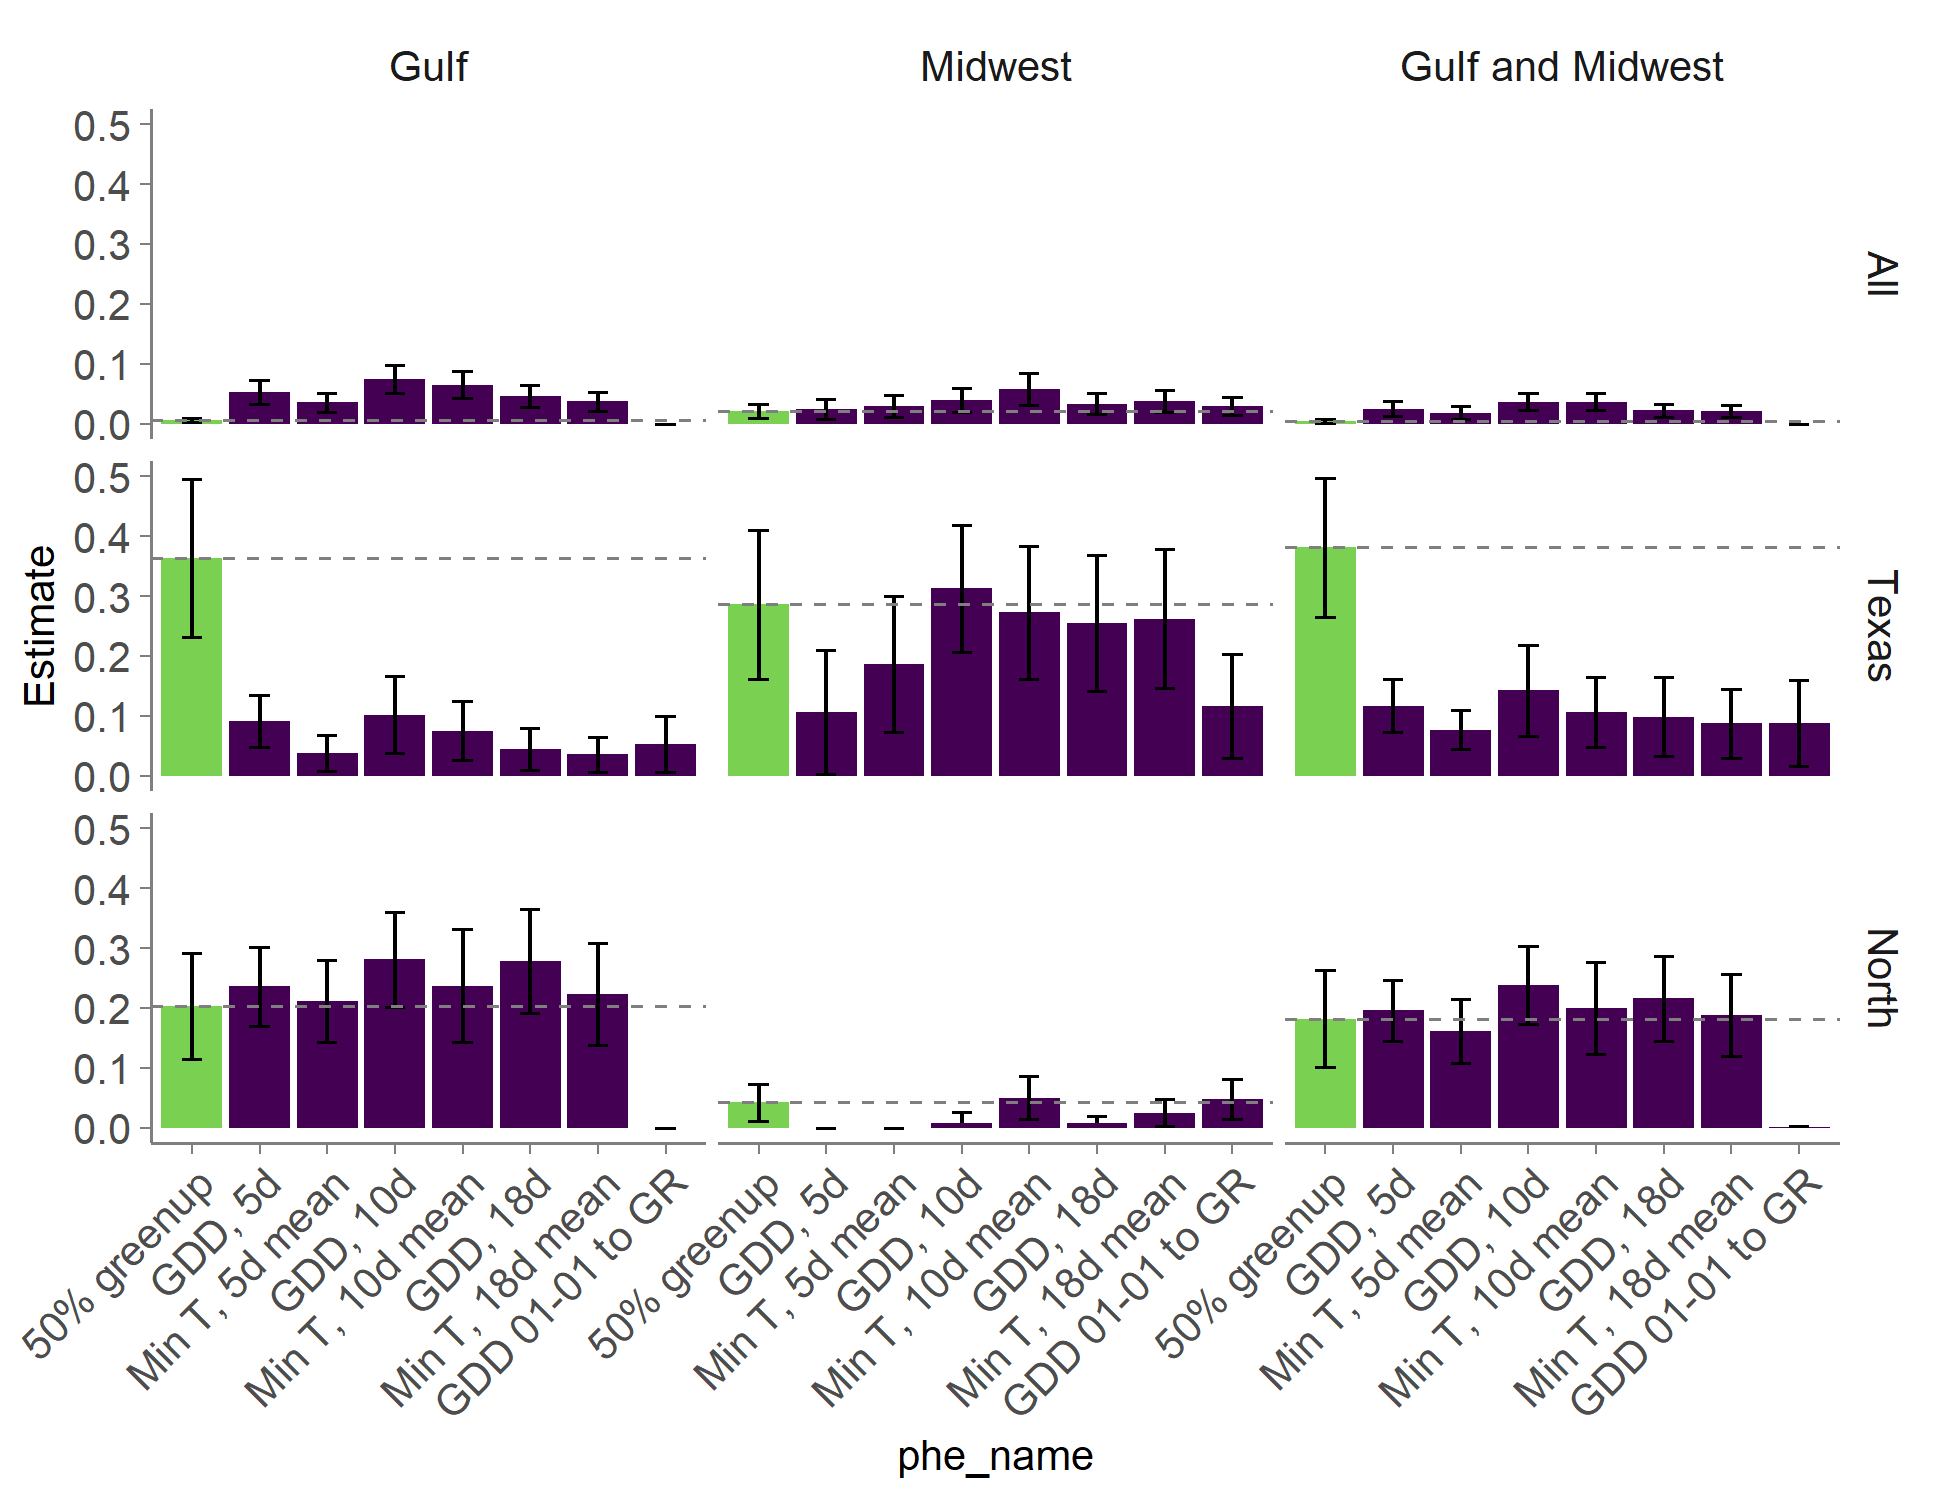 Gulf
Midwest
Gulf and Midwest
0.5
0.4
0.3
0.2
0.1
0.0
All
0.5
0.4
0.3
0.2
0.1
0.0
Texas
0.5
0.4
0.3
0.2
0.1
0.0
North
Estimate
50% greenup
GDD, 5d
Min T, 5d mean
GDD, 10d
Min T, 10d mean
GDD, 18d
Min T, 18d mean
GDD 01-01 to GR
50% greenup
GDD, 5d
Min T, 5d mean
GDD, 10d
Min T, 10d mean
GDD, 18d
Min T, 18d mean
GDD 01-01 to GR
50% greenup
GDD, 5d
Min T, 5d mean
GDD, 10d
Min T, 10d mean
GDD, 18d
Min T, 18d mean
GDD 01-01 to GR
phe_name